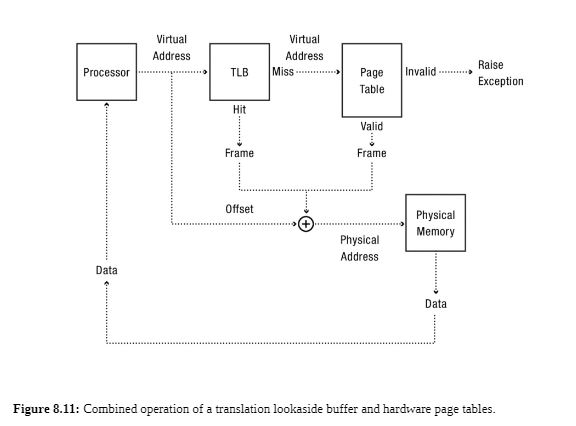 Virtual
Address
Virtual
Address
Processor
TLB
Miss
Page
Table
Invalid
Raise
Exception
Hit
Valid
Frame
Frame
Offset
Physical
Memory
Physical
Address
Data
Data
Figure 8.11: Combined operation of a translation lookaside buffer and hardware page tables.